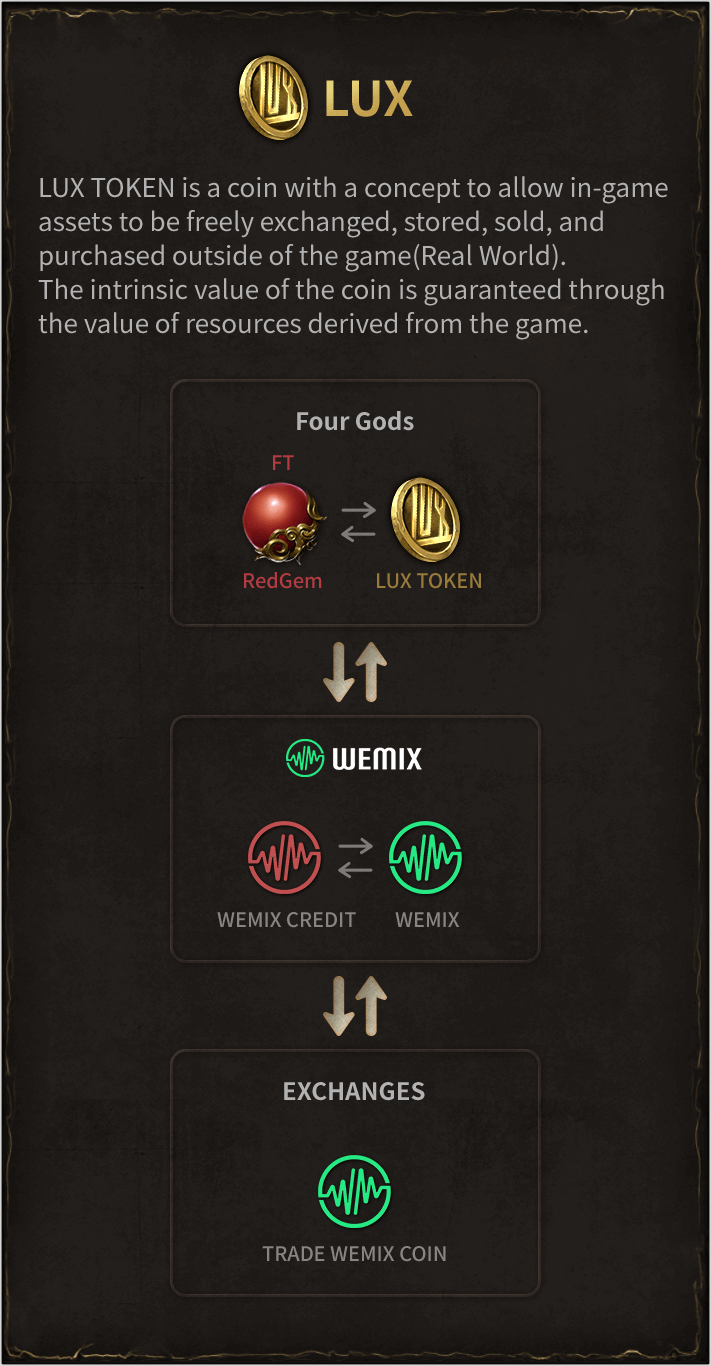 LUX
LUX TOKEN is a coin with a concept to allow in-game
assets to be freely exchanged, stored, sold, and
purchased outside of the game(Real World).
The intrinsic value of the coin is guaranteed through
the value of resources derived from the game.
Four Gods
FT
LUX
RedGem
LUX TOKEN
WEMIX
WEMIX CREDIT
WEMIX
EXCHANGES
TRADE WEMIX COIN